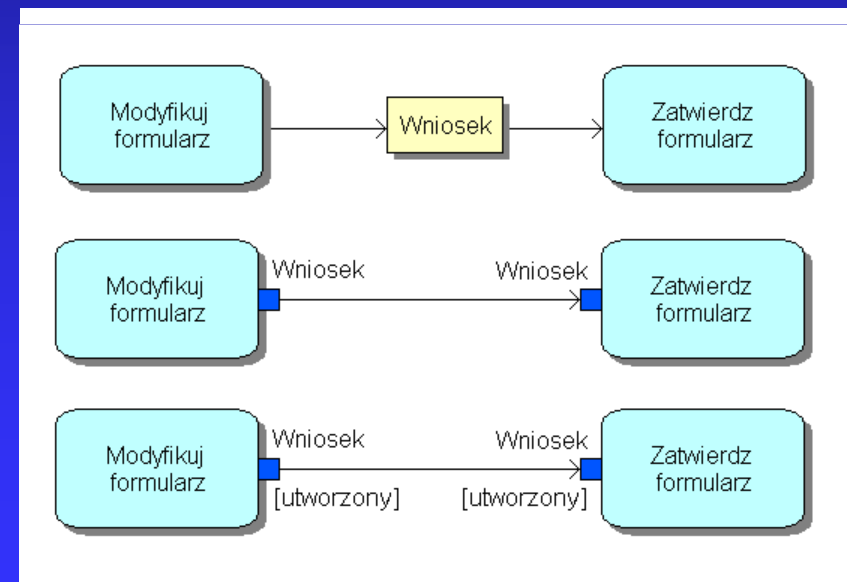 Modyfikuj
formularz
Wniosek
Zatwierdz
formularz
Modyfikuj
formularz
Wniosek
Wniosek
Zatwierdz
formularz
Modyfikuj
formularz
Wniosek
[utworzony]
Wniosek
[utworzony]
Zatwierdz
formularz